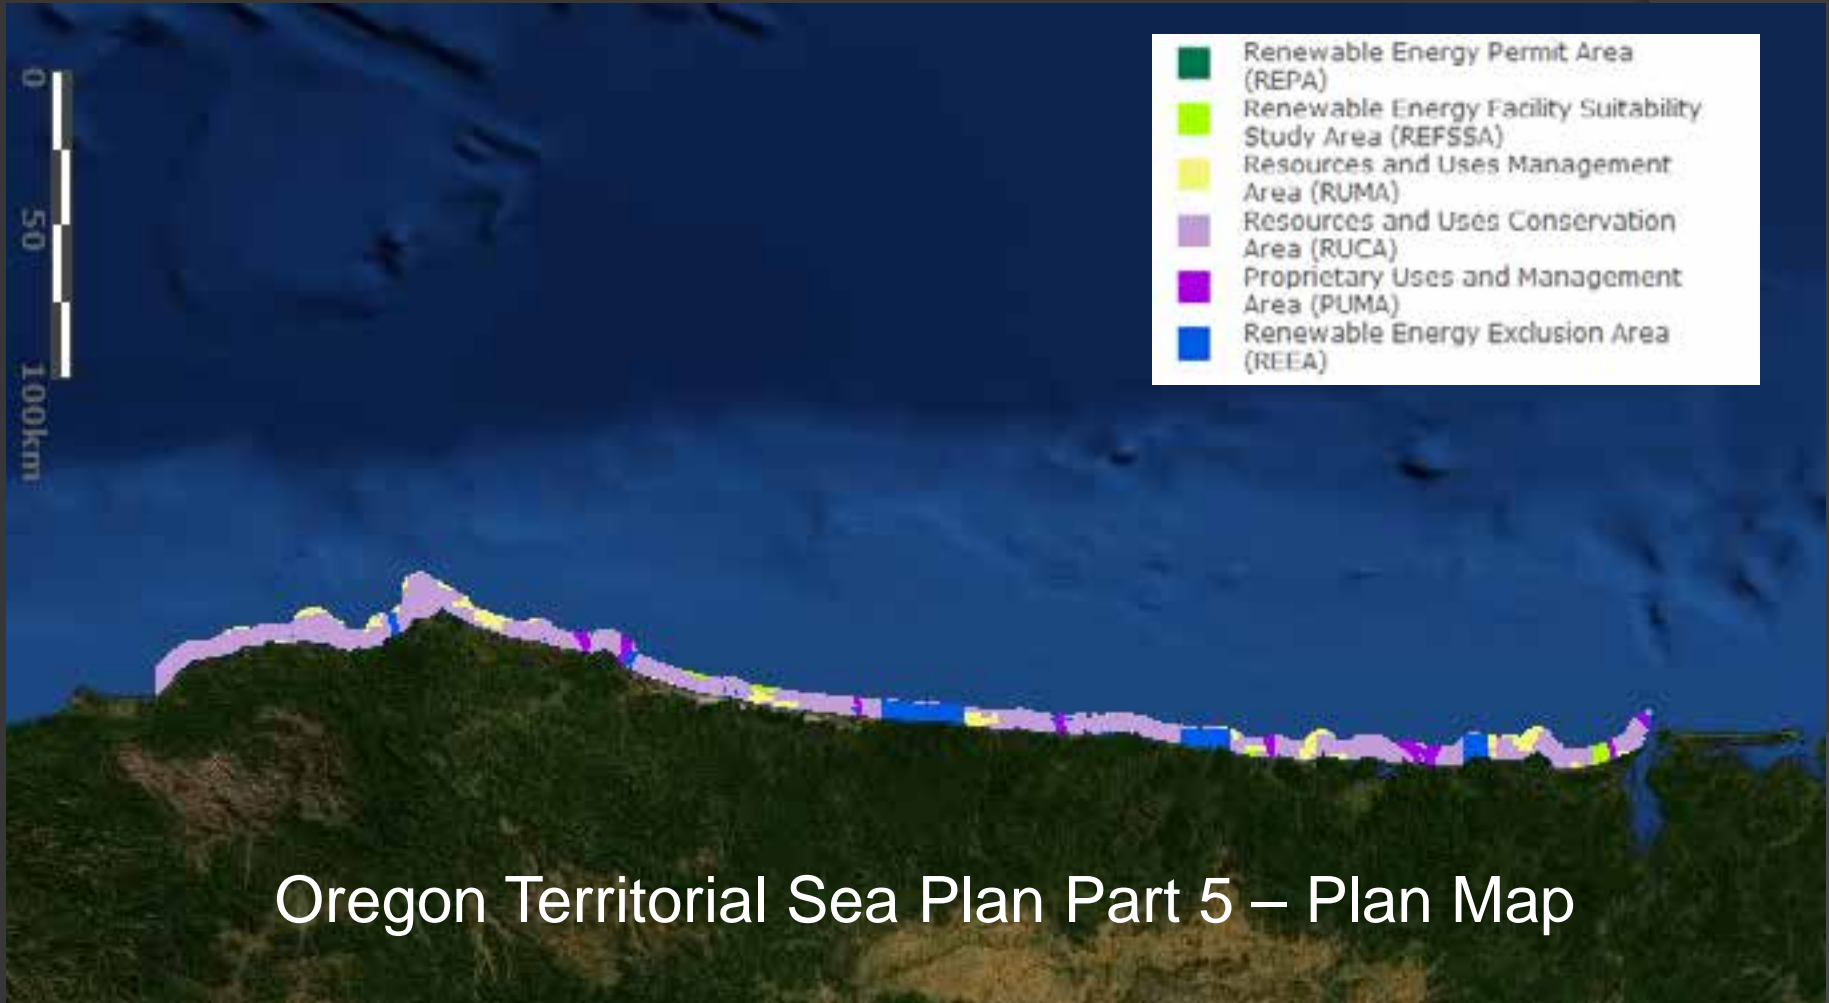 0
50
100km
Renewable Energy Permit Area
(REPA)
Renewable Energy Facility Suitability
Study Area (REFSSA)
Resources and Uses Management
Area (RUMA)
Resources and Uses Conservation
Area (RUCA)
Proprietary Uses and Management
Area (PUMA)
Renewable Energy Exclusion Area
(REEA)
Oregon Territorial Sea Plan Part 5 – Plan Map